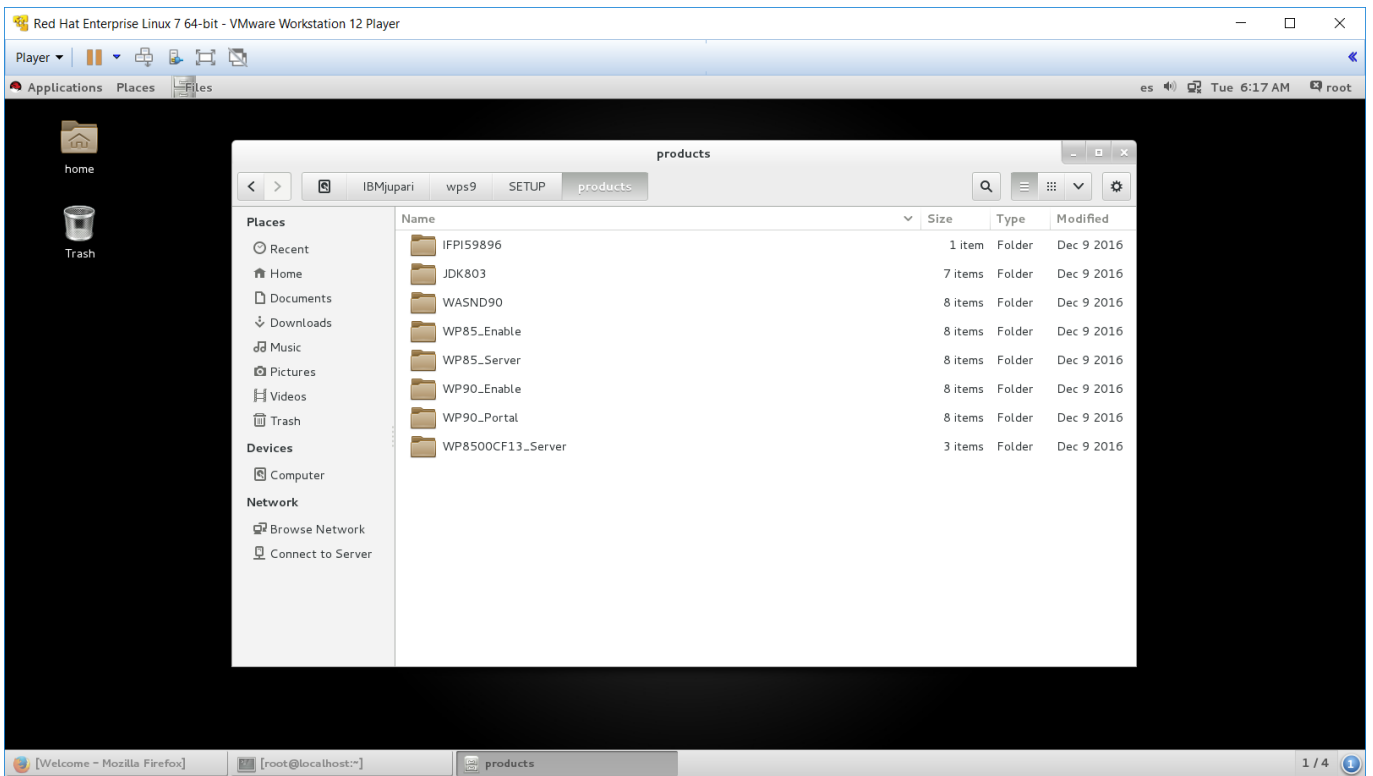 Red Hat Enterprise Linux 7 64-bit - VMware Workstation 12 Player
Player
Applications Places Files es Tue 6:17 AM root
home
Trash
products
IBMjupari wps9 SETUP products
Places
Recent
Home
Documents
Downloads
Music
Pictures
Videos
Trash
Devices
Computer
Network
Browse Network
Connect to Server
Name Size Type Modified
IFPI59896 1 item Folder Dec 9 2016
JDK803 7 items Folder Dec 9 2016
WASND90 8 items Folder Dec 9 2016
WP85_Enable 8 items Folder Dec 9 2016
WP85_Server 8 items Folder Dec 9 2016
WP90_Enable 8 items Folder Dec 9 2016
WP90_Portal 8 items Folder Dec 9 2016
WP8500CF13_Server 3 items Folder Dec 9 2016
[Welcome - Mozilla Firefox] [root@localhost:~] products 1 / 4 1